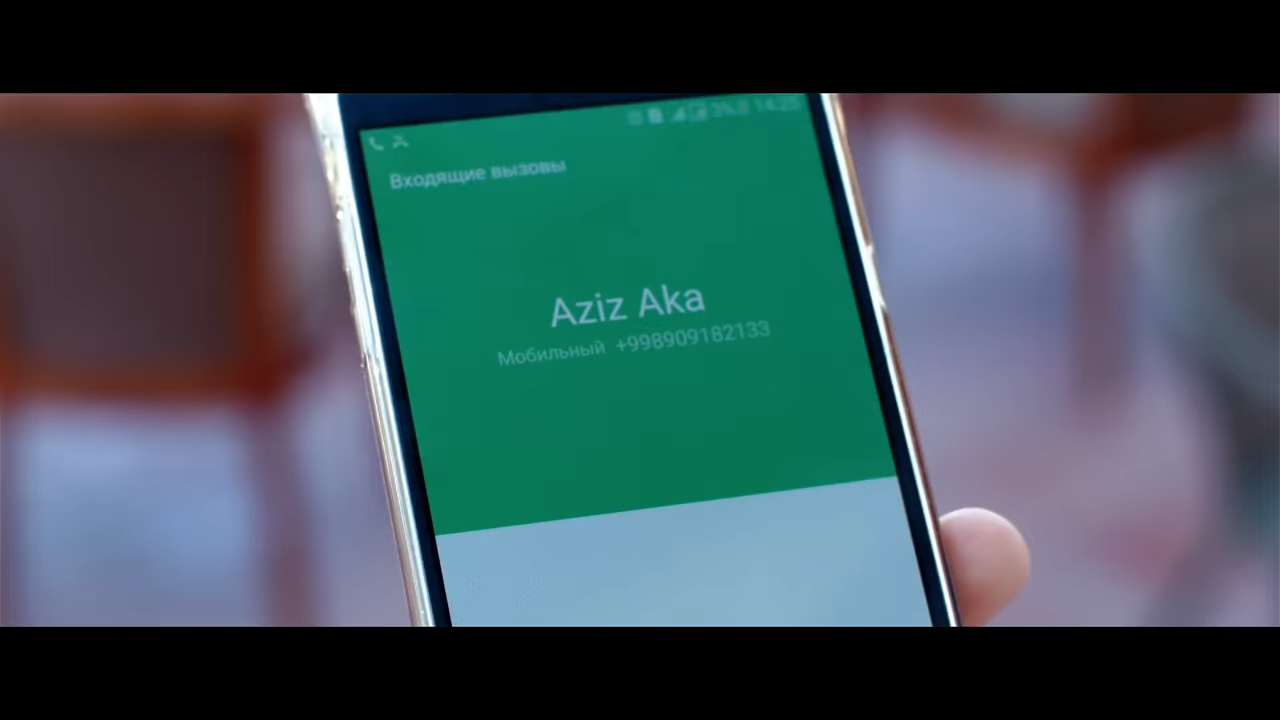 Входящие вызовы
Aziz Aka
Мобильный +998909182133